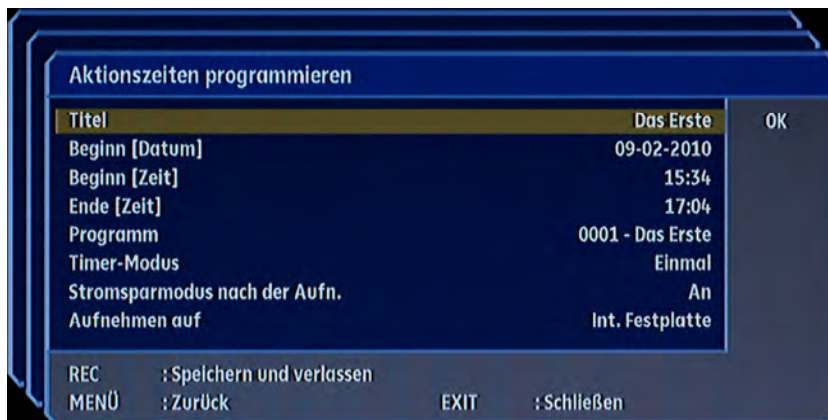 Aktionszeiten programmieren
Titel Das Erste OK
Beginn [Datum] 09-02-2010
Beginn [Zeit] 15:34
Ende [Zeit] 17:04
Programm 0001 - Das Erste
Timer-Modus Einmal
Stromsparmodus nach der Aufn. An
Aufnehmen auf Int. Festplatte
REC : Speichern und verlassen
MENÜ : Zurück EXIT : Schließen